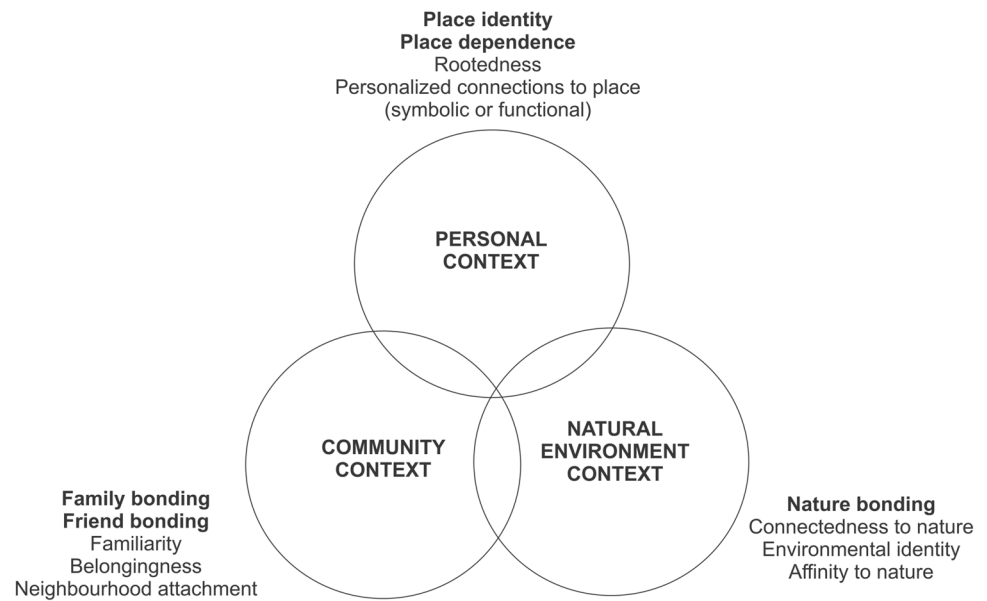 Place identity
Place dependence
Rootedness
Personalized connections to place
(symbolic or functional)
PERSONAL
CONTEXT
COMMUNITY
CONTEXT
NATURAL
ENVIRONMENT
CONTEXT
Family bonding
Friend bonding
Familiarity
Belongingness
Neighbourhood attachment
Nature bonding
Connectedness to nature
Environmental identity
Affinity to nature